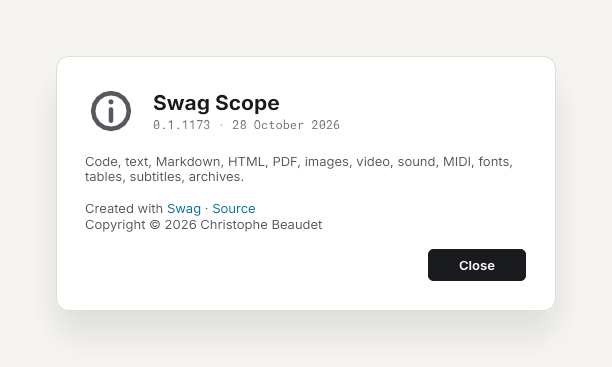 Swag Scope
0.1.1173 · 28 October 2026
Code, text, Markdown, HTML, PDF, images, video, sound, MIDI, fonts,
tables, subtitles, archives.
Created with Swag · Source
Copyright © 2026 Christophe Beaudet
Close